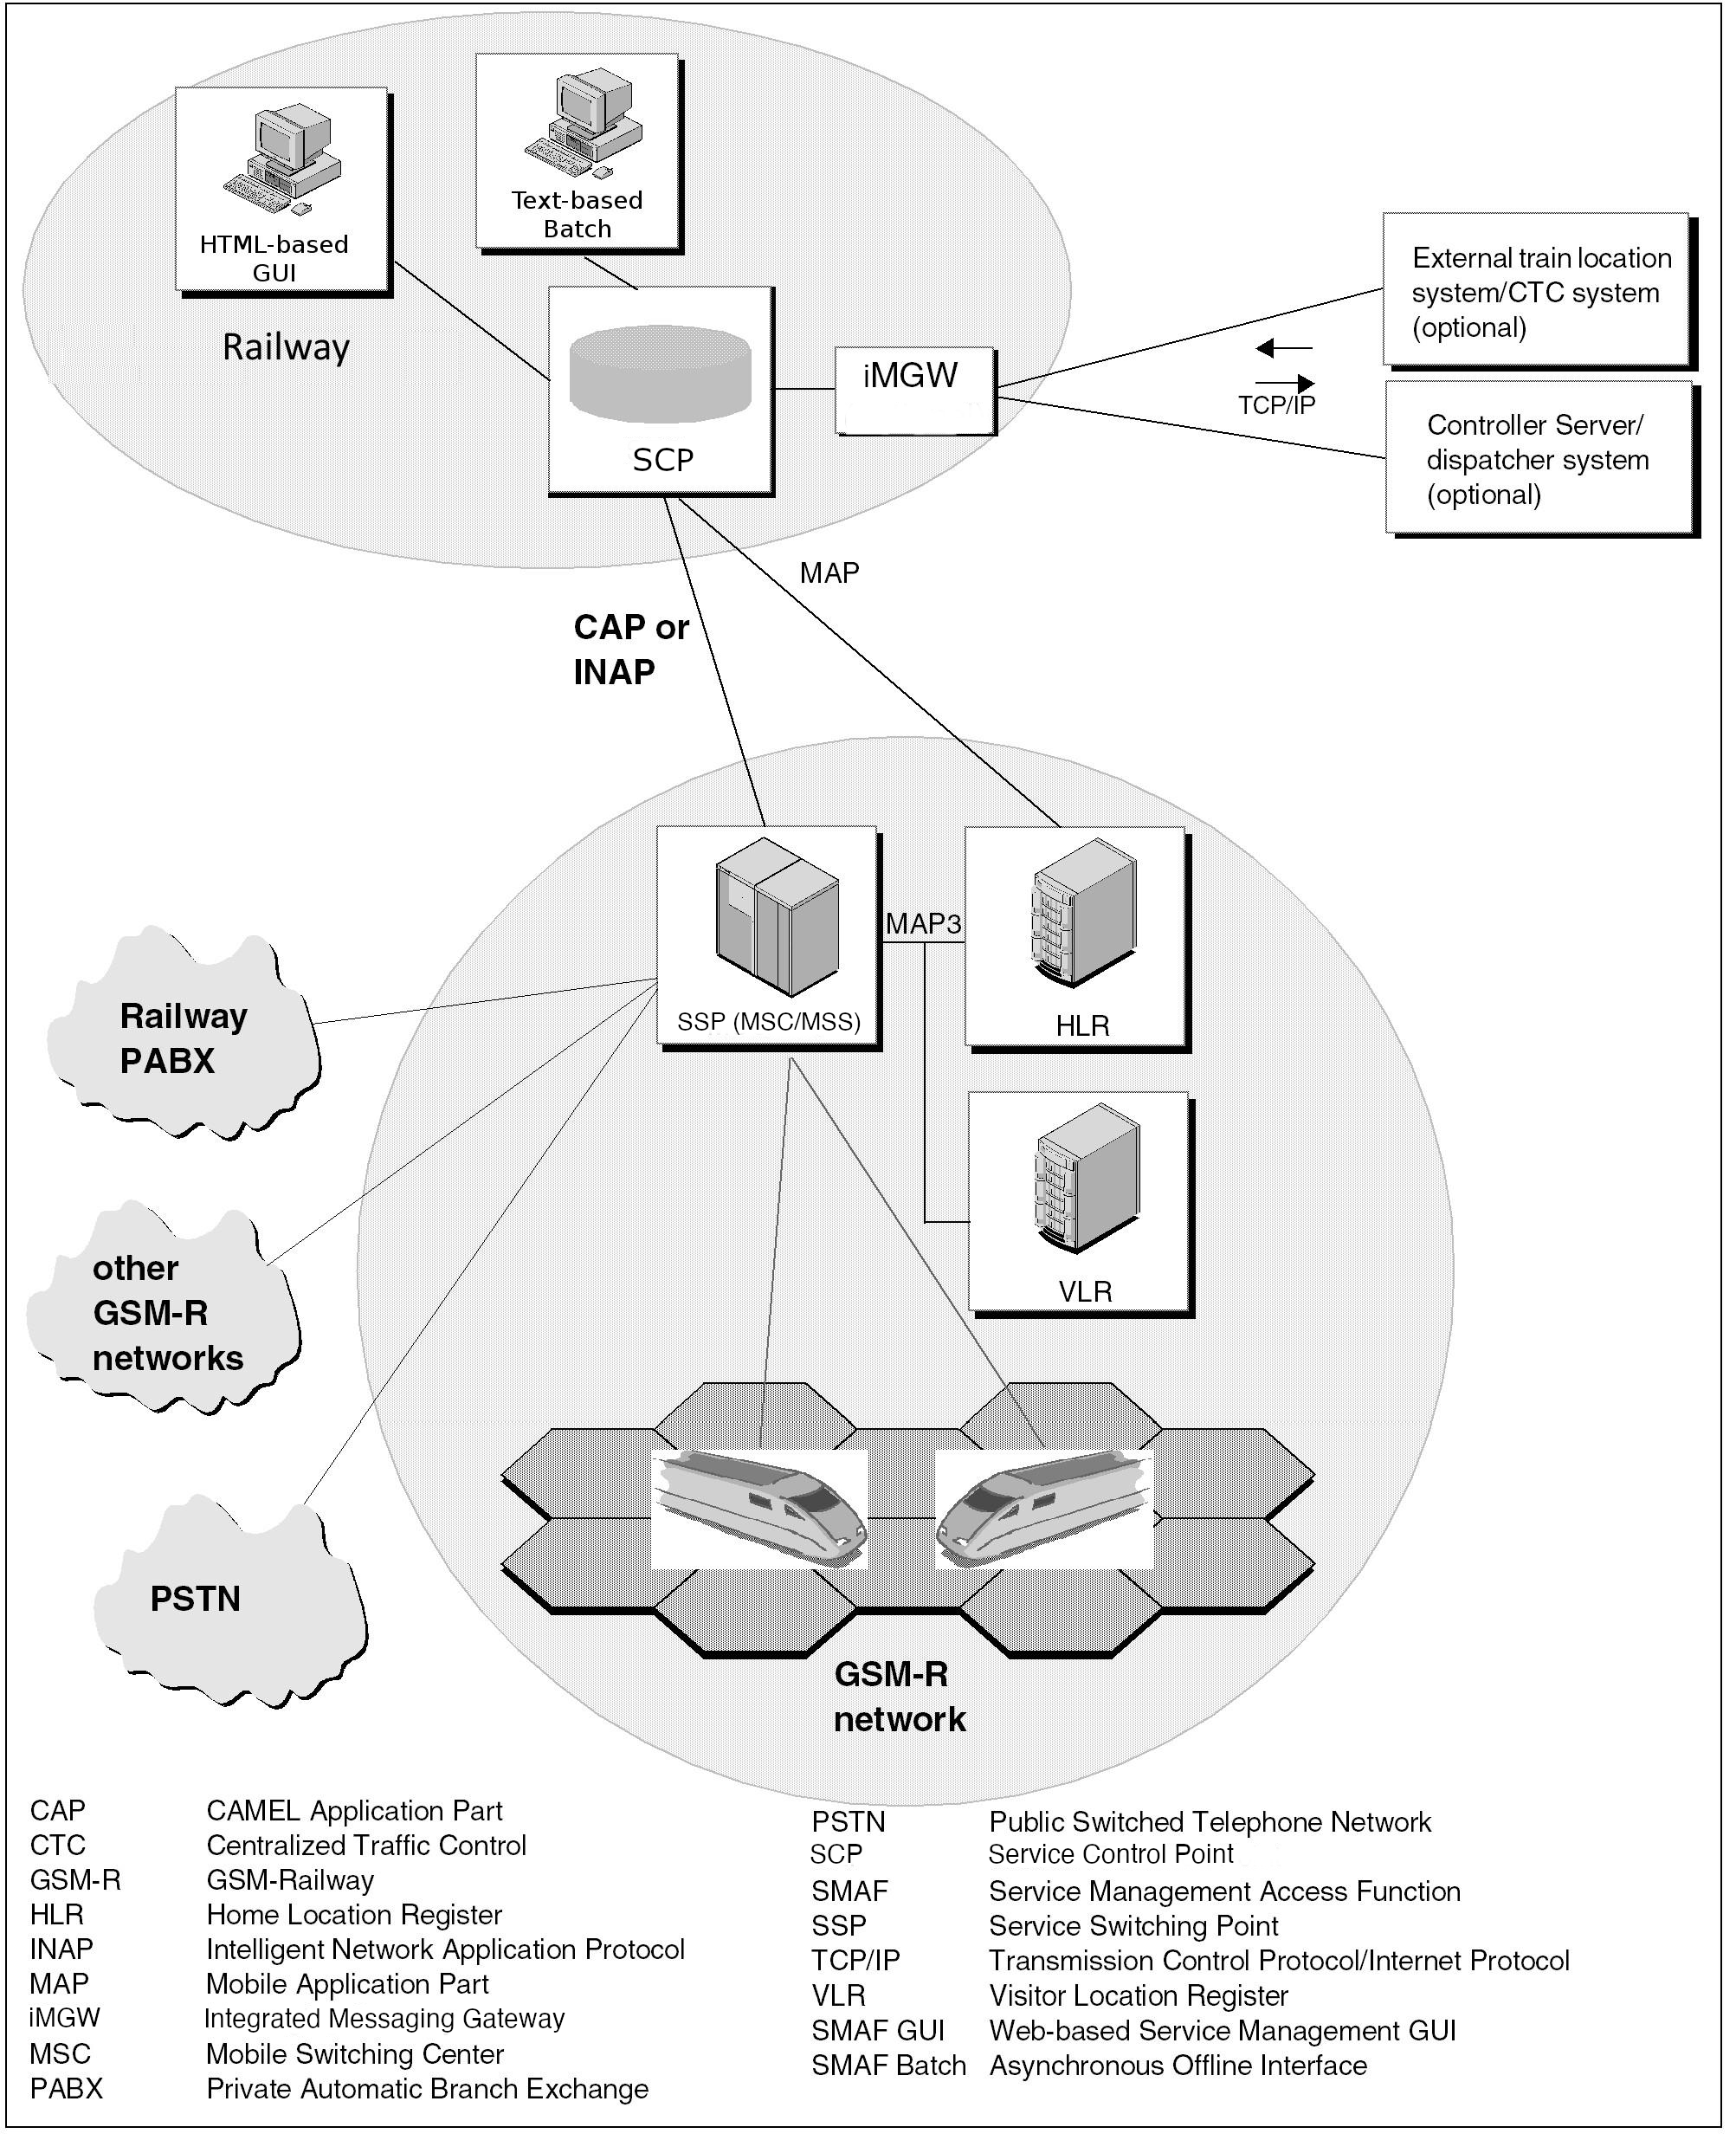 Text-based
Batch
HTML-based
GUI
Railway
SCP
iMGW
External train location
system/CTC system
(optional)
TCP/IP
Controller Server/
dispatcher system
(optional)
MAP
CAP or
INAP
MAP3
SSP (MSC/MSS)
HLR
VLR
Railway
PABX
other
GSM-R
networks
PSTN
GSM-R
network
CAP CAMEL Application Part
CTC Centralized Traffic Control
GSM-R GSM-Railway
HLR Home Location Register
INAP Intelligent Network Application Protocol
MAP Mobile Application Part
iMGW Integrated Messaging Gateway
MSC Mobile Switching Center
PABX Private Automatic Branch Exchange
PSTN Public Switched Telephone Network
SCP Service Control Point
SMAF Service Management Access Function
SSP Service Switching Point
TCP/IP Transmission Control Protocol/Internet Protocol
VLR Visitor Location Register
SMAF GUI Web-based Service Management GUI
SMAF Batch Asynchronous Offline Interface